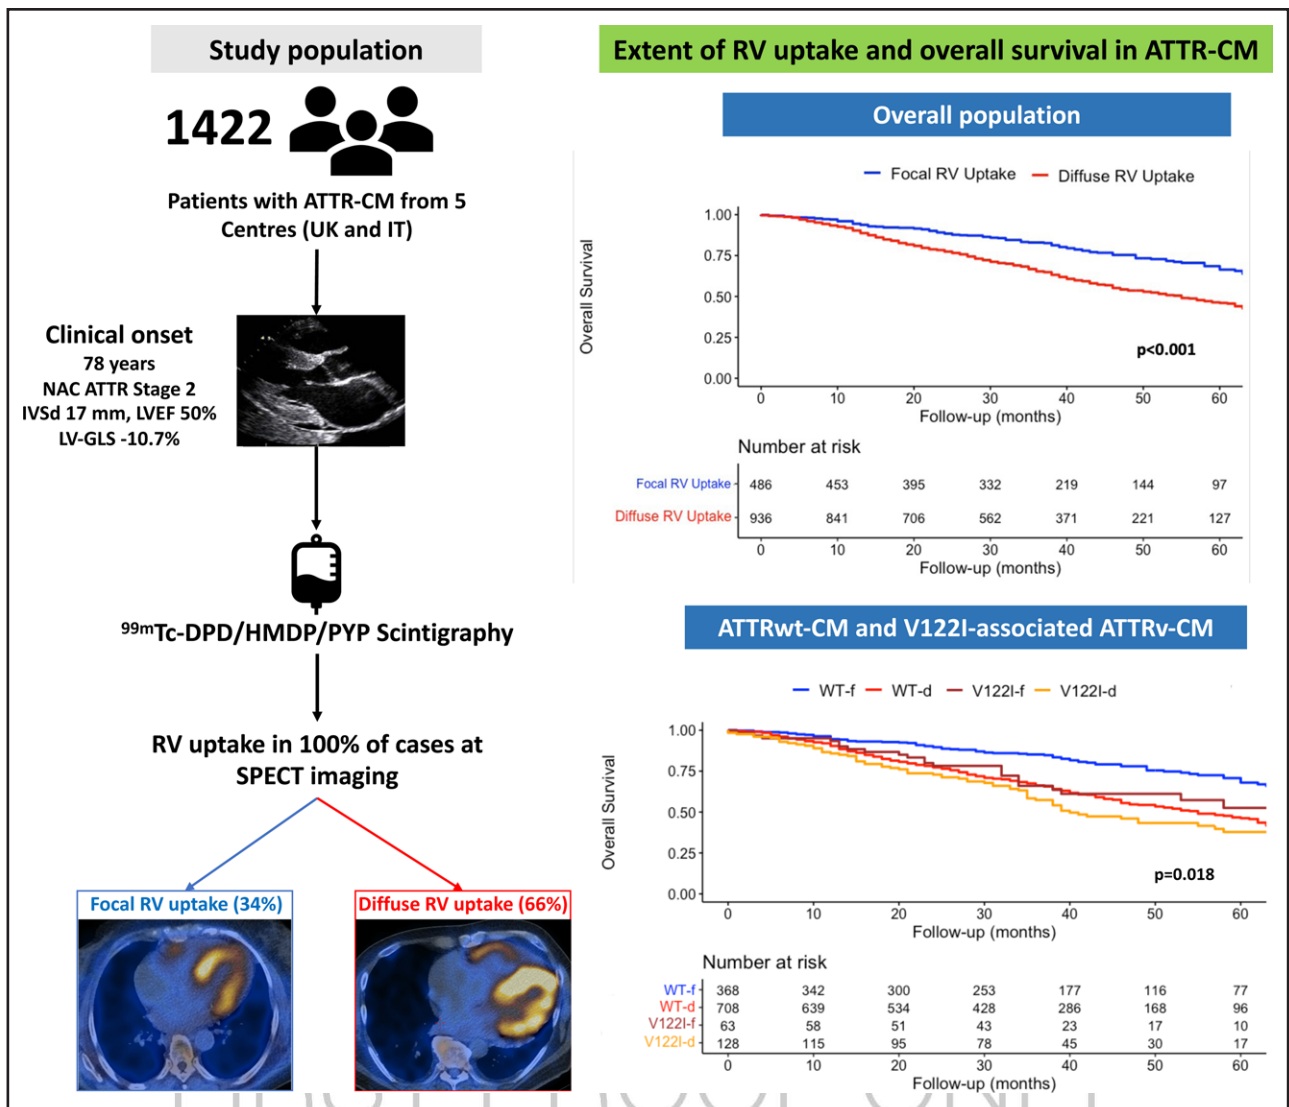 Study population
1422
Patients with ATTR-CM from 5
Centres (UK and IT)
Clinical onset
78 years
NAC ATTR Stage 2
IVSd 17 mm, LVEF 50%
LV-GLS -10.7%
99mTc-DPD/HMDP/PYP Scintigraphy
RV uptake in 100% of cases at
SPECT imaging
Focal RV uptake (34%)
Diffuse RV uptake (66%)
Extent of RV uptake and overall survival in ATTR-CM
Overall population
Focal RV Uptake Diffuse RV Uptake
Overall Survival
1.00
0.75
0.50
0.25
0.00
p<0.001
0 10 20 30 40 50 60
Follow-up (months)
Number at risk
Focal RV Uptake 486 453 395 332 219 144 97
Diffuse RV Uptake 936 841 706 562 371 221 127
0 10 20 30 40 50 60
Follow-up (months)
ATTRwt-CM and V122I-associated ATTRv-CM
WT-f WT-d V122I-f V122I-d
Overall Survival
1.00
0.75
0.50
0.25
0.00
p=0.018
0 10 20 30 40 50 60
Follow-up (months)
Number at risk
WT-f 368 342 300 253 177 116 77
WT-d 708 639 534 428 286 168 96
V122I-f 63 58 51 43 23 17 10
V122I-d 128 115 95 78 45 30 17
0 10 20 30 40 50 60
Follow-up (months)